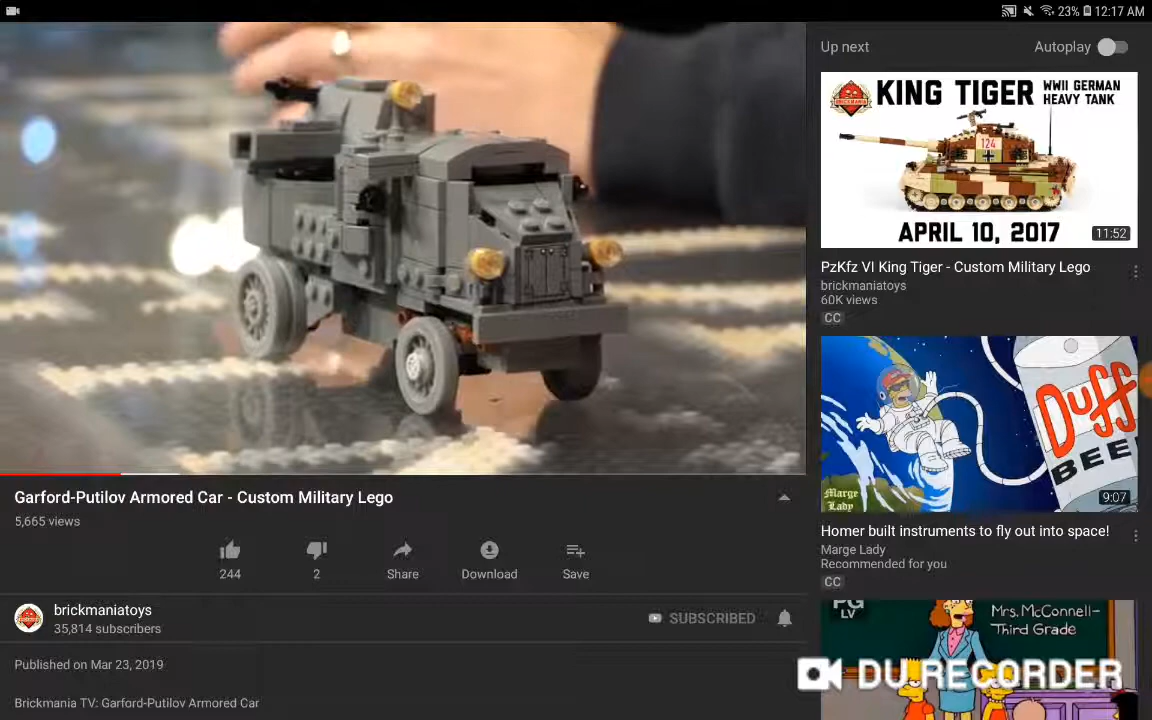 23% 12:17 AM
Up next
Autoplay
BRICKMANIA
KING TIGER
WWII GERMAN
HEAVY TANK
124
APRIL 10, 2017
11:52
PzKfz VI King Tiger - Custom Military Lego
brickmaniatoys
60K views
CC
Duff
BEE
Marge
Lady
9:07
Homer built instruments to fly out into space!
Marge Lady
Recommended for you
CC
PG
LV
Mrs. McConnell-
Third Grade
Garford-Putilov Armored Car - Custom Military Lego
5,665 views
244
2
Share
Download
Save
brickmaniatoys
35,814 subscribers
SUBSCRIBED
Published on Mar 23, 2019
Brickmania TV: Garford-Putilov Armored Car
DU RECORDER